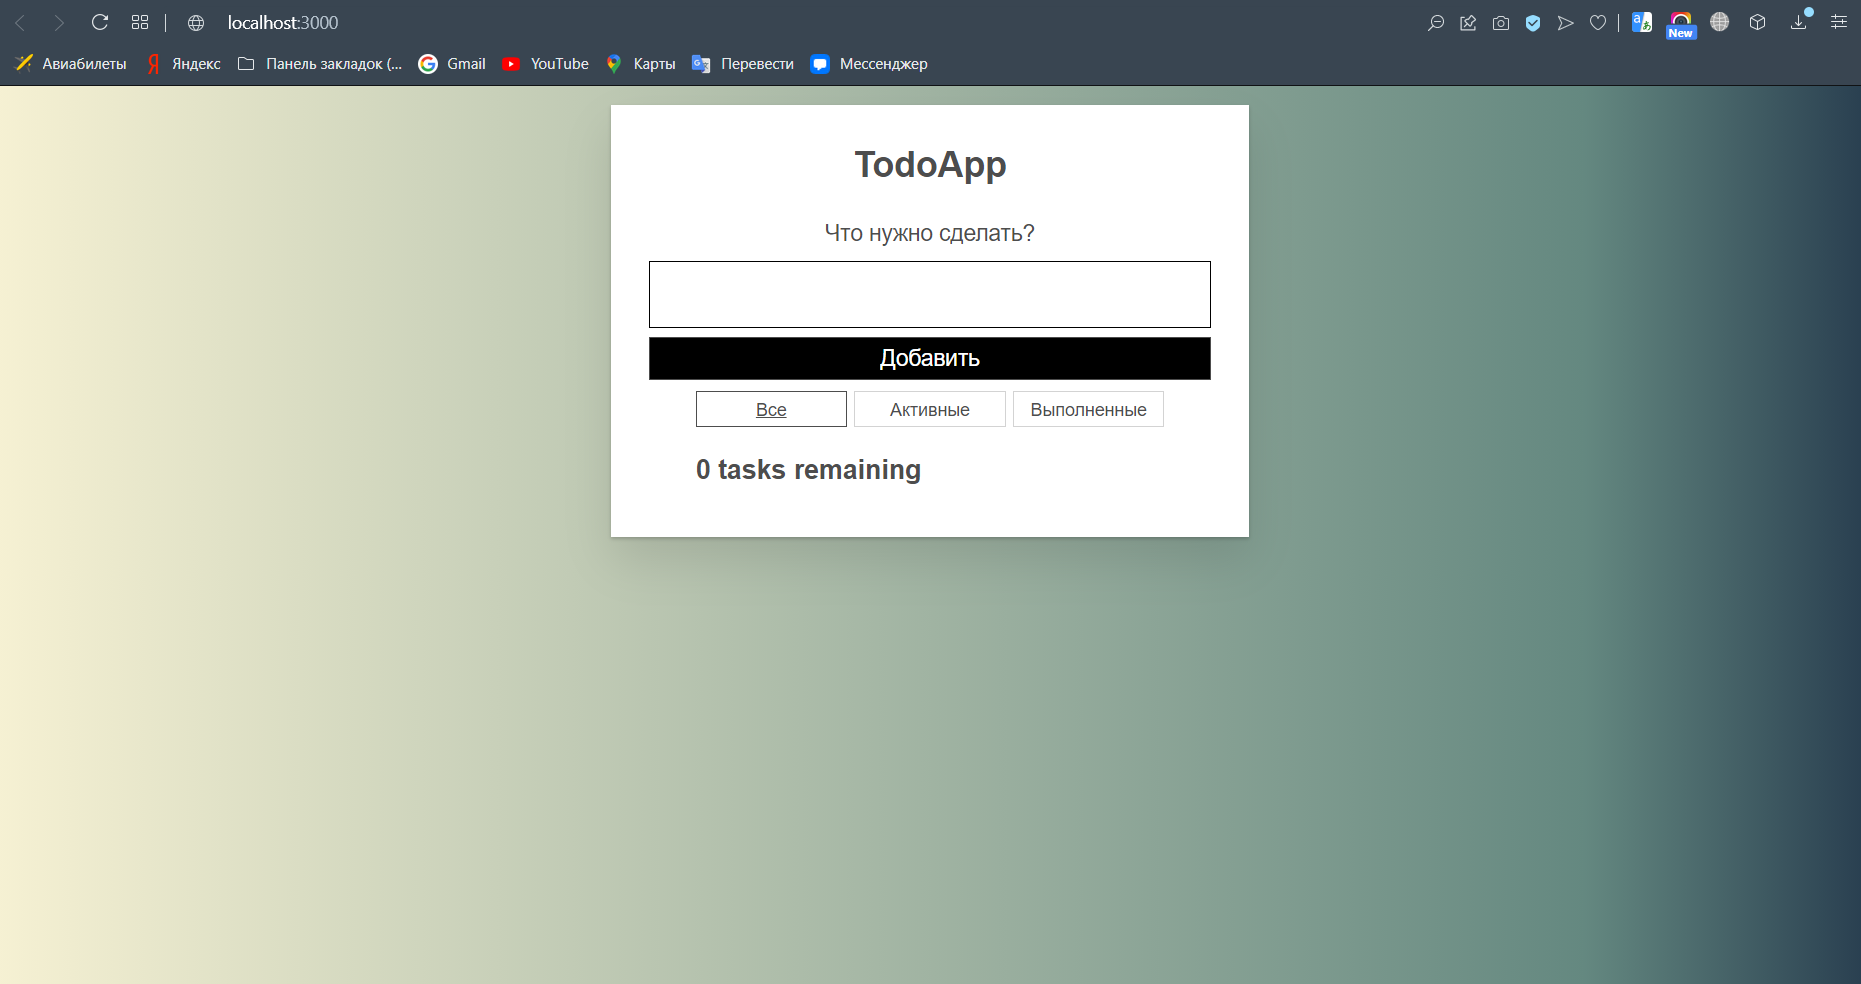 localhost:3000
New
Авиабилеты Яндекс Панель закладок (... Gmail YouTube Карты Перевести Мессенджер
TodoApp
Что нужно сделать?
Добавить
Все Активные Выполненные
0 tasks remaining